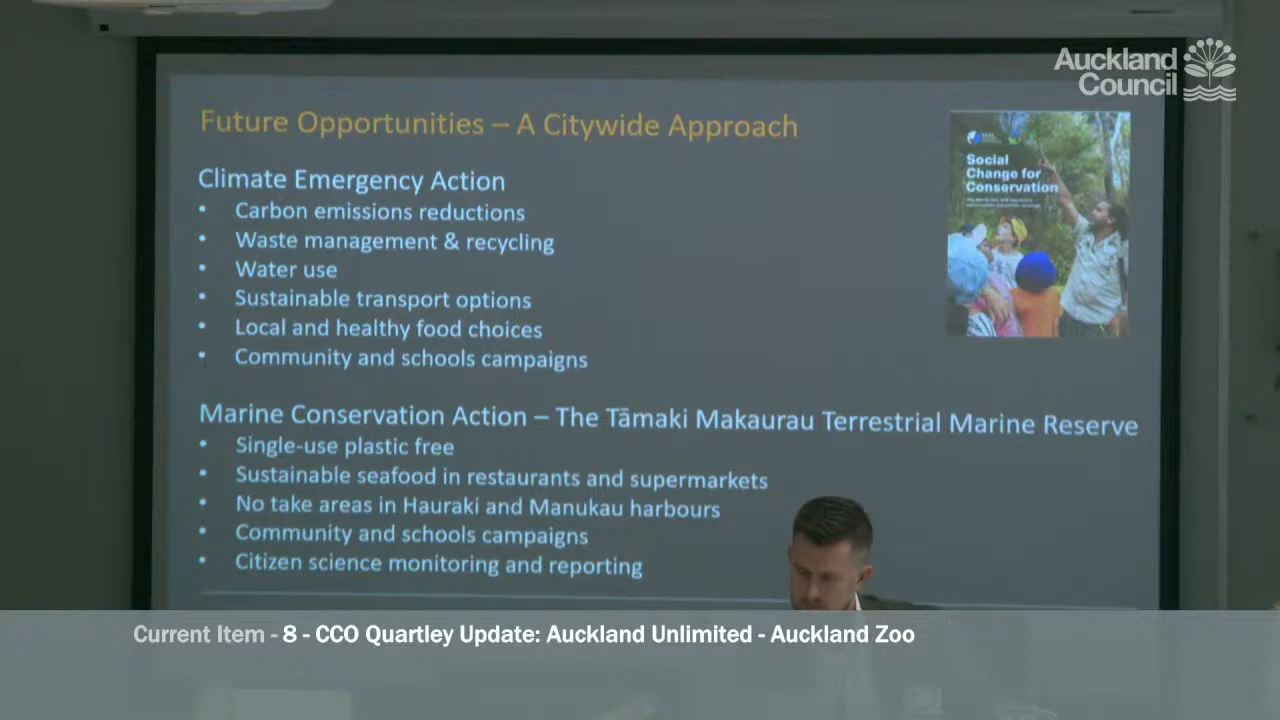 Auckland
Council
Future Opportunities – A Citywide Approach
Social
Change for
Conservation
Climate Emergency Action
• Carbon emissions reductions
• Waste management & recycling
• Water use
• Sustainable transport options
• Local and healthy food choices
• Community and schools campaigns
Marine Conservation Action – The Tāmaki Makaurau Terrestrial Marine Reserve
• Single-use plastic free
• Sustainable seafood in restaurants and supermarkets
• No take areas in Hauraki and Manukau harbours
• Community and schools campaigns
• Citizen science monitoring and reporting
Current Item - 8 - CCO Quartley Update: Auckland Unlimited - Auckland Zoo